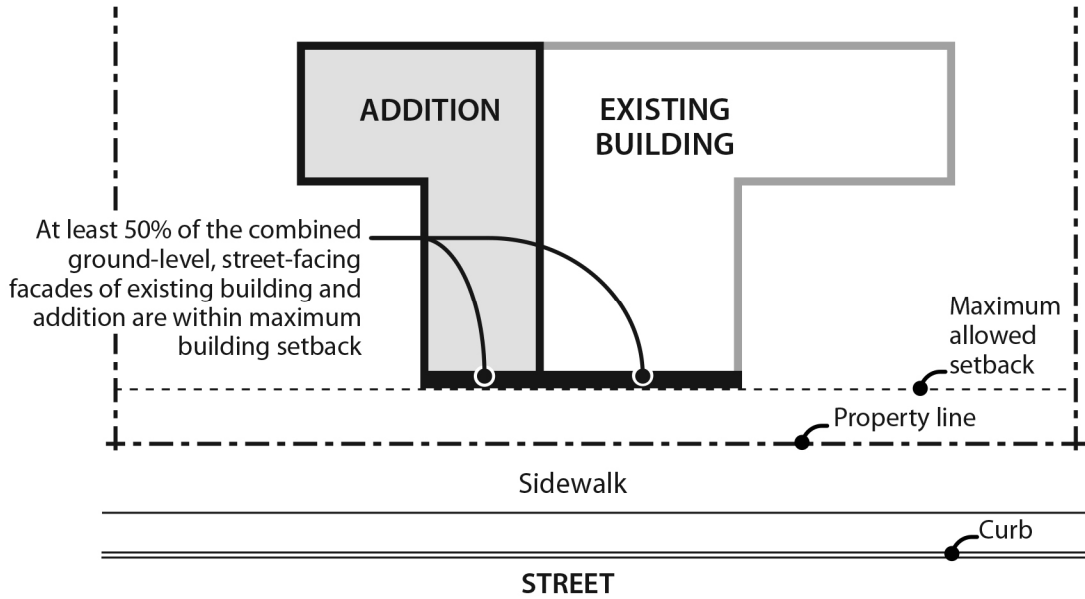 ADDITION
EXISTING
BUILDING
At least 50% of the combined
ground-level, street-facing
facades of existing building and
addition are within maximum
building setback
Maximum
allowed
setback
Property line
Sidewalk
Curb
STREET